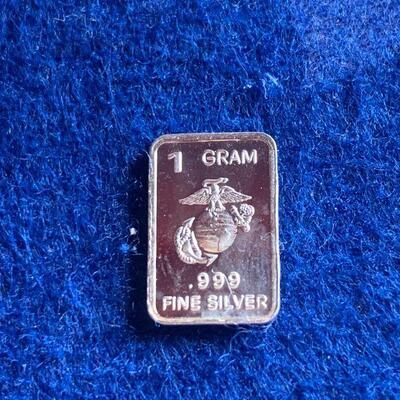 1 GRAM
.999
FINE SILVER